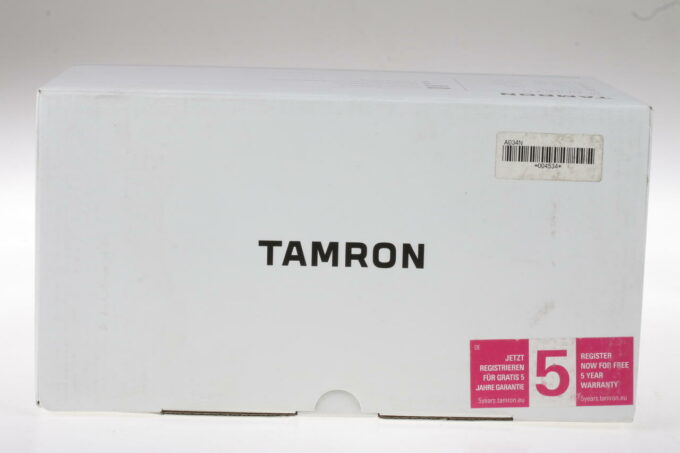 TAMRON
A034N
*004534*
TAMRON
DE
JETZT
REGISTRIEREN
FÜR GRATIS 5
JAHRE GARANTIE
5years.tamron.eu
5
REGISTER
NOW FOR FREE
5 YEAR
WARRANTY
5years.tamron.eu